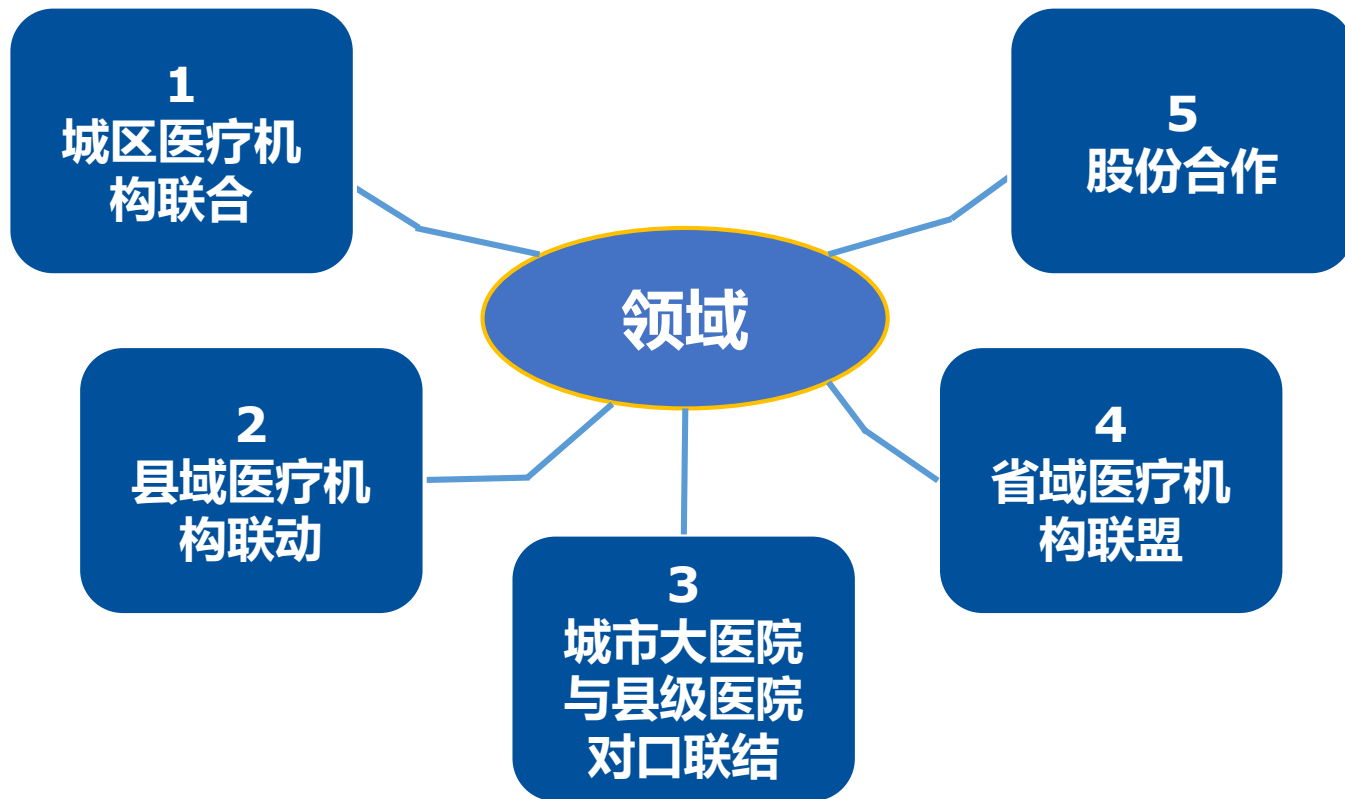 1
城区医疗机
构联合
5
股份合作
领域
2
县域医疗机
构联动
4
省域医疗机
构联盟
3
城市大医院
与县级医院
对口联结